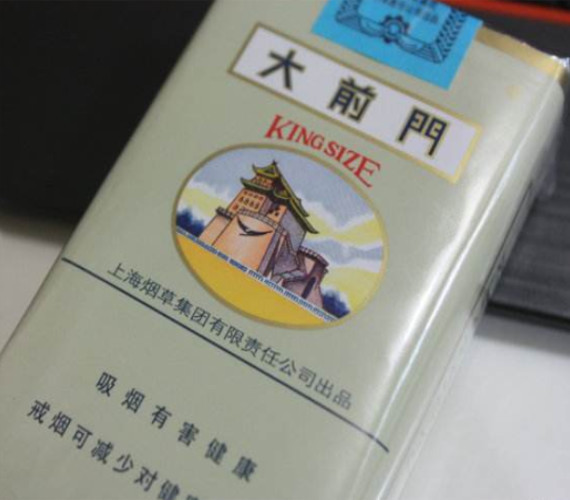 大前門
KING SIZE
上海烟草集团有限责任公司出品
吸烟有害健康
戒烟可减少对健